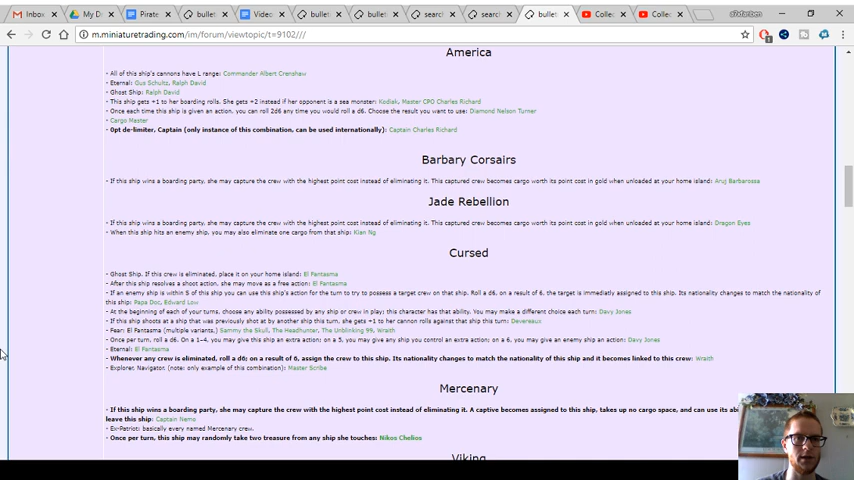 Inbox
My D
Pirate
bullet
Video
bullet
bullet
search
search
bullet
Collec
Collec
m.miniaturetrading.com/im/forum/viewtopic/t=9102///
America
- All of this ship's cannons have L range: Commander Albert Crenshaw
- Eternal: Gus Schultz, Ralph David
- Ghost Ship: Ralph David
- This ship gets +1 to her boarding rolls. She gets +2 instead if her opponent is a sea monster: Kodiak, Master CPO Charles Richard
- Once each time this ship is given an action, you can roll 2d6 any time you would roll a d6. Choose the result you want to use: Diamond Nelson Turner
- Cargo Master
- 0pt de-limiter, Captain (only instance of this combination, can be used internationally): Captain Charles Richard
Barbary Corsairs
- If this ship wins a boarding party, she may capture the crew with the highest point cost instead of eliminating it. This captured crew becomes cargo worth its point cost in gold when unloaded at your home island: Aruj Barbarossa
Jade Rebellion
- If this ship wins a boarding party, she may capture the crew with the highest point cost instead of eliminating it. This captured crew becomes cargo worth its point cost in gold when unloaded at your home island: Dragon Eyes
- When this ship hits an enemy ship, you may also eliminate one cargo from that ship: Kian Ng
Cursed
- Ghost Ship. If this crew is eliminated, place it on your home island: El Fantasma
- After this ship resolves a shoot action, she may move as a free action: El Fantasma
- If an enemy ship is within S of this ship you can use this ship's action for the turn to try to possess a target crew on that ship. Roll a d6, on a result of 6, the target is immediately assigned to this ship. Its nationality changes to match the nationality of
this ship: Papa Doc, Edward Low
- At the beginning of each of your turns, choose any ability possessed by any ship or crew in play; this character has that ability. You may make a different choice each turn: Davy Jones
- If this ship shoots at a ship that was previously shot at by another ship this turn, she gets +1 to her cannon rolls against that ship this turn: Devereaux
- Fear: El Fantasma (multiple variants,) Sammy the Skull, The Headhunter, The Unblinking 99, Wraith
- Once per turn, roll a d6. On a 1-4, you may give this ship an extra action; on a 5, you may give any ship you control an extra action; on a 6, you may give an enemy ship an action: Davy Jones
- Eternal: El Fantasma
- Whenever any crew is eliminated, roll a d6; on a result of 6, assign the crew to this ship. Its nationality changes to match the nationality of this ship and it becomes linked to this crew: Wraith
- Explorer, Navigator. (note: only example of this combination): Master Scribe
Mercenary
- If this ship wins a boarding party, she may capture the crew with the highest point cost instead of eliminating it. A captive becomes assigned to this ship, takes up no cargo space, and can use its ab
leave this ship: Captain Nemo
- Ex-Patriot: basically every named Mercenary crew.
- Once per turn, this ship may randomly take two treasure from any ship she touches: Nikos Chelios
Viking